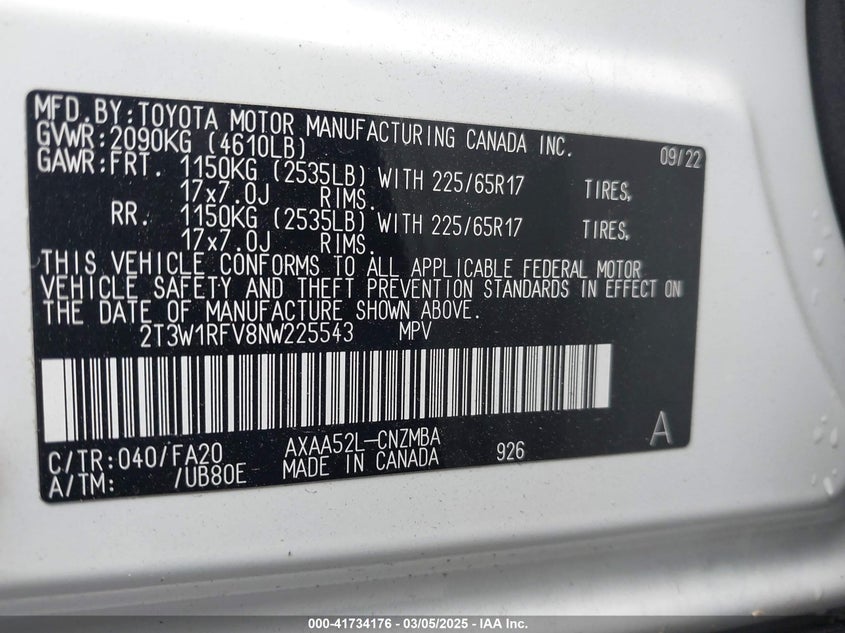 MFD.BY:TOYOTA MOTOR MANUFACTURING CANADA INC. 09/22
GVWR:2090KG (4610LB)
GAWR:FRT. 1150KG (2535LB) WITH 225/65R17 TIRES,
17x7.0J RIMS.
RR. 1150KG (2535LB) WITH 225/65R17 TIRES,
17x7.0J RIMS.
THIS VEHICLE CONFORMS TO ALL APPLICABLE FEDERAL MOTOR
VEHICLE SAFETY AND THEFT PREVENTION STANDARDS IN EFFECT ON
THE DATE OF MANUFACTURE SHOWN ABOVE.
2T3W1RFV8NW225543 MPV
C/TR:040/FA20 AXAA52L-CNZMBA A
A/TM: /UB80E MADE IN CANADA 926
000-41734176 - 03/05/2025 - IAA Inc.